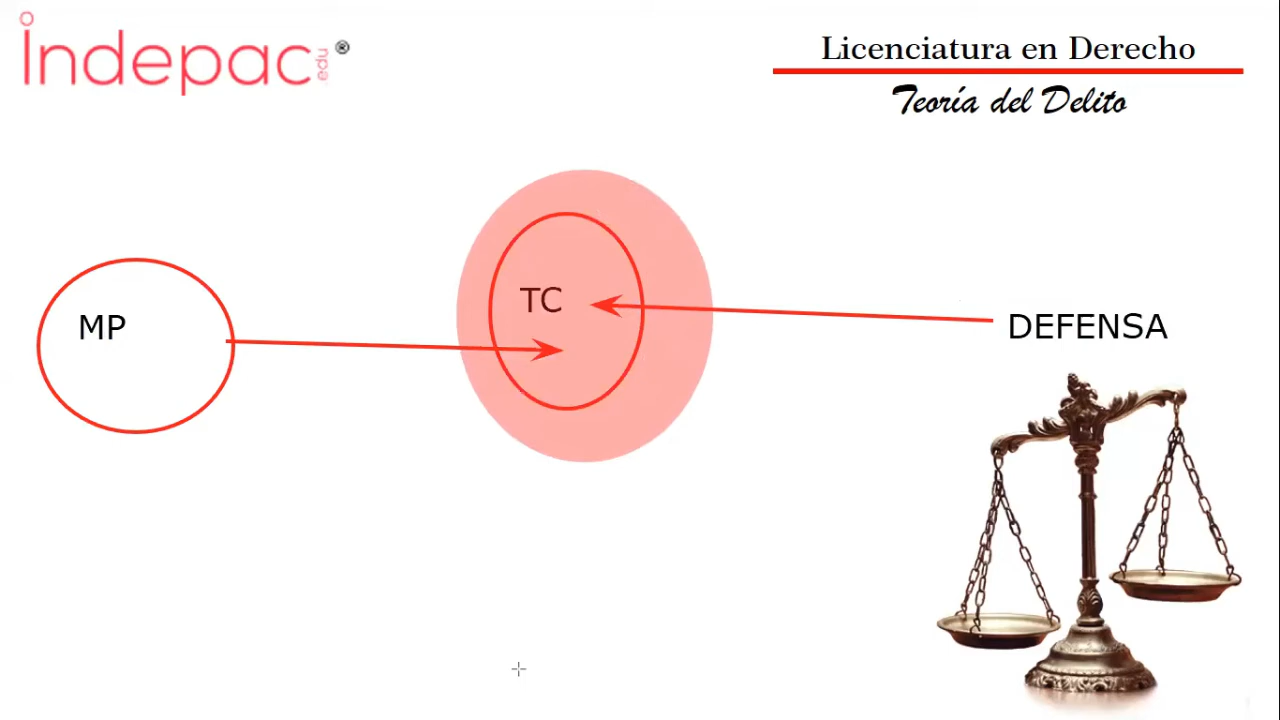 indepac edu ®
Licenciatura en Derecho
Teoría del Delito
TC
MP
DEFENSA